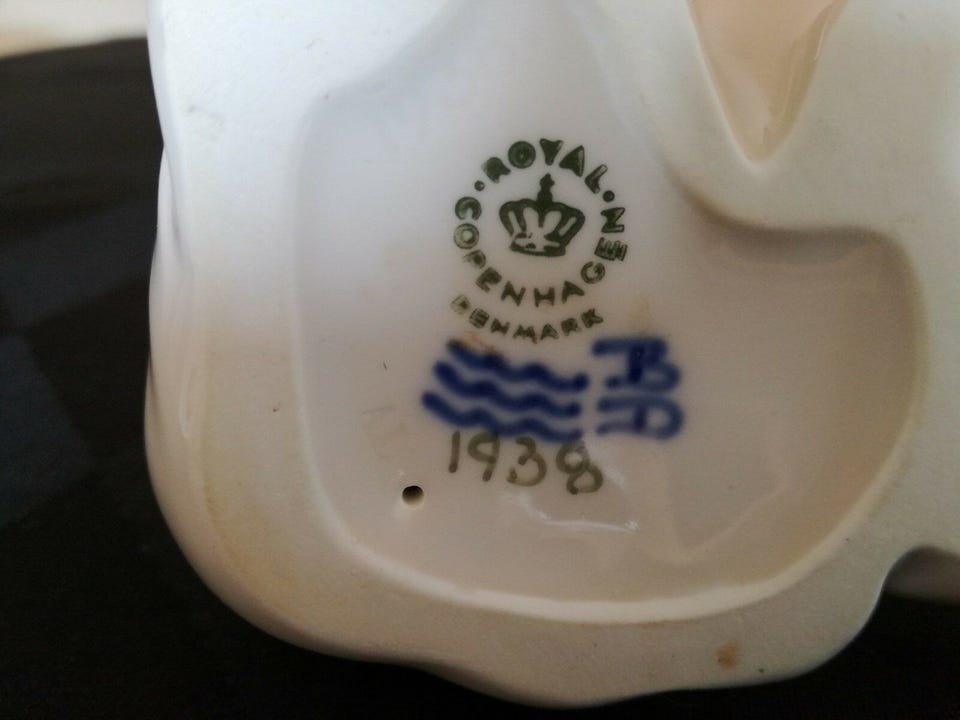 ROYAL
COPENHAGEN
DENMARK
1938